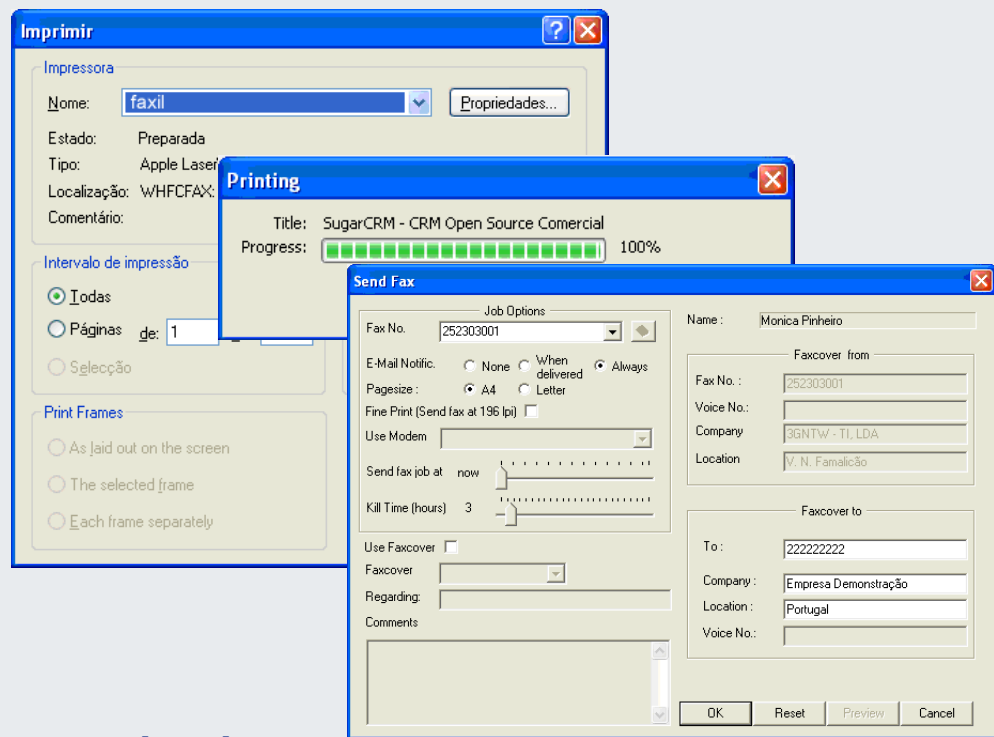 Imprimir
Impressora
Nome: faxil Propriedades...
Estado: Preparada
Tipo: Apple Laser
Localização: WHFCFAX:
Comentário:
Intervalo de impressão
Todas
Páginas de: 1
Selecção
Print Frames
As laid out on the screen
The selected frame
Each frame separately
Printing
Title: SugarCRM - CRM Open Source Comercial
Progress: 100%
Send Fax
Job Options
Fax No. 252303001
E-Mail Notific. None When delivered Always
Pagesize : A4 Letter
Fine Print (Send fax at 196 lpi)
Use Modem
Send fax job at now
Kill Time (hours) 3
Use Faxcover
Faxcover
Regarding:
Comments
Name : Monica Pinheiro
Faxcover from
Fax No. : 252303001
Voice No.:
Company 3GNTW - TI, LDA
Location V. N. Famalicão
Faxcover to
To : 222222222
Company : Empresa Demonstração
Location : Portugal
Voice No.:
OK Reset Preview Cancel